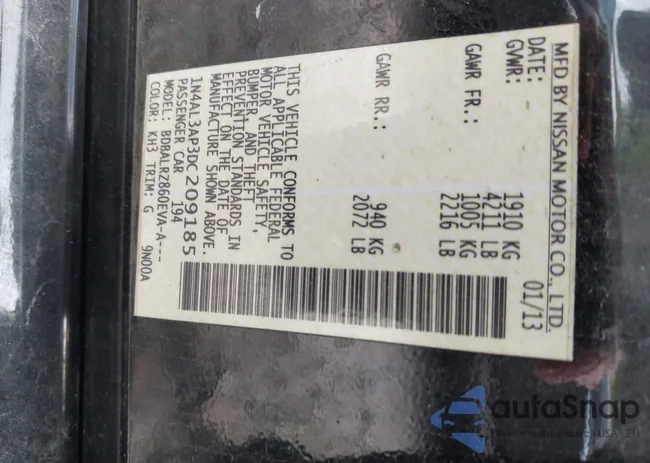 MFD BY NISSAN MOTOR CO., LTD.
DATE: 01/13
GVWR: 1910 KG
4211 LB
GAWR FR.: 1005 KG
2216 LB
GAWR RR.: 940 KG
2072 LB
THIS VEHICLE CONFORMS TO
ALL APPLICABLE FEDERAL
MOTOR VEHICLE SAFETY,
BUMPER, AND THEFT
PREVENTION STANDARDS IN
EFFECT ON THE DATE OF
MANUFACTURE SHOWN ABOVE.
1N4AL3AP3DC209185
PASSENGER CAR 194
MODEL: BDBALRZ860EVA-A---
COLOR: KH3 TRIM: G 9N00A
autoSnap